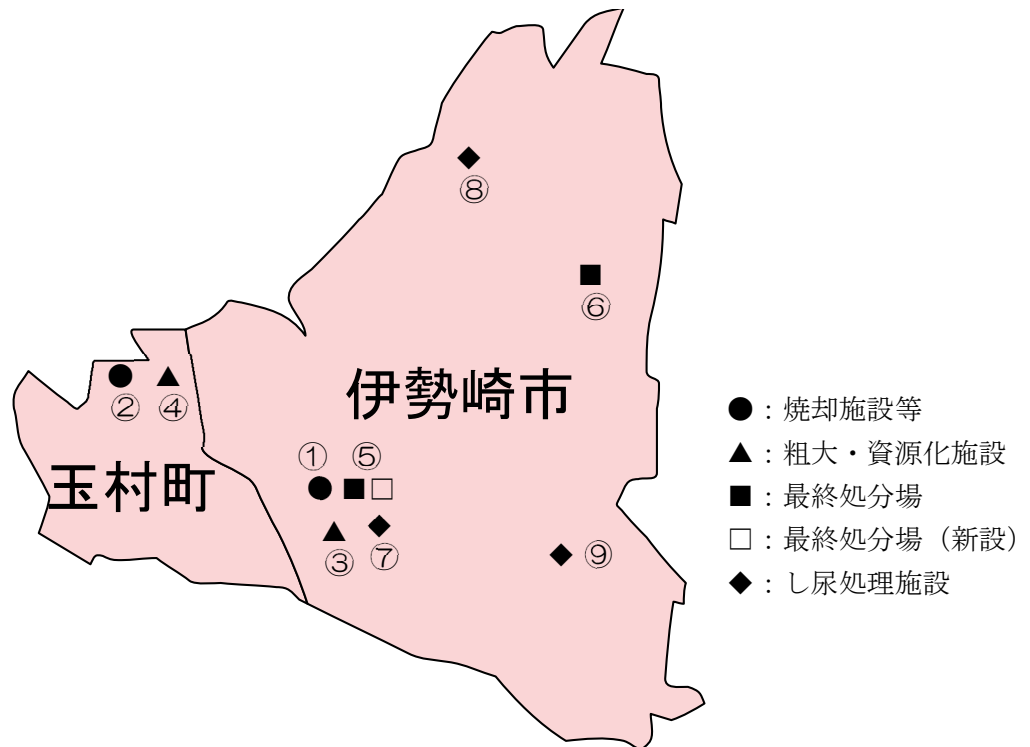 ⑧
⑥
伊勢崎市
② ④
玉村町
① ⑤
③ ⑦
⑨
●：焼却施設等
▲：粗大・資源化施設
■：最終処分場
□：最終処分場（新設）
◆：し尿処理施設